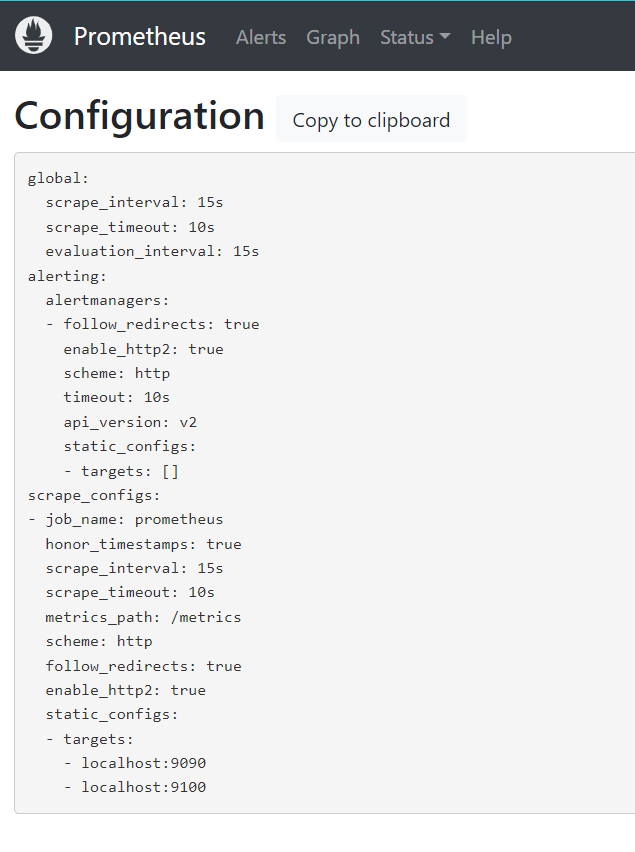 Prometheus Alerts Graph Status Help
Configuration Copy to clipboard
global:
  scrape_interval: 15s
  scrape_timeout: 10s
  evaluation_interval: 15s
alerting:
  alertmanagers:
  - follow_redirects: true
    enable_http2: true
    scheme: http
    timeout: 10s
    api_version: v2
    static_configs:
    - targets: []
scrape_configs:
- job_name: prometheus
  honor_timestamps: true
  scrape_interval: 15s
  scrape_timeout: 10s
  metrics_path: /metrics
  scheme: http
  follow_redirects: true
  enable_http2: true
  static_configs:
  - targets:
    - localhost:9090
    - localhost:9100